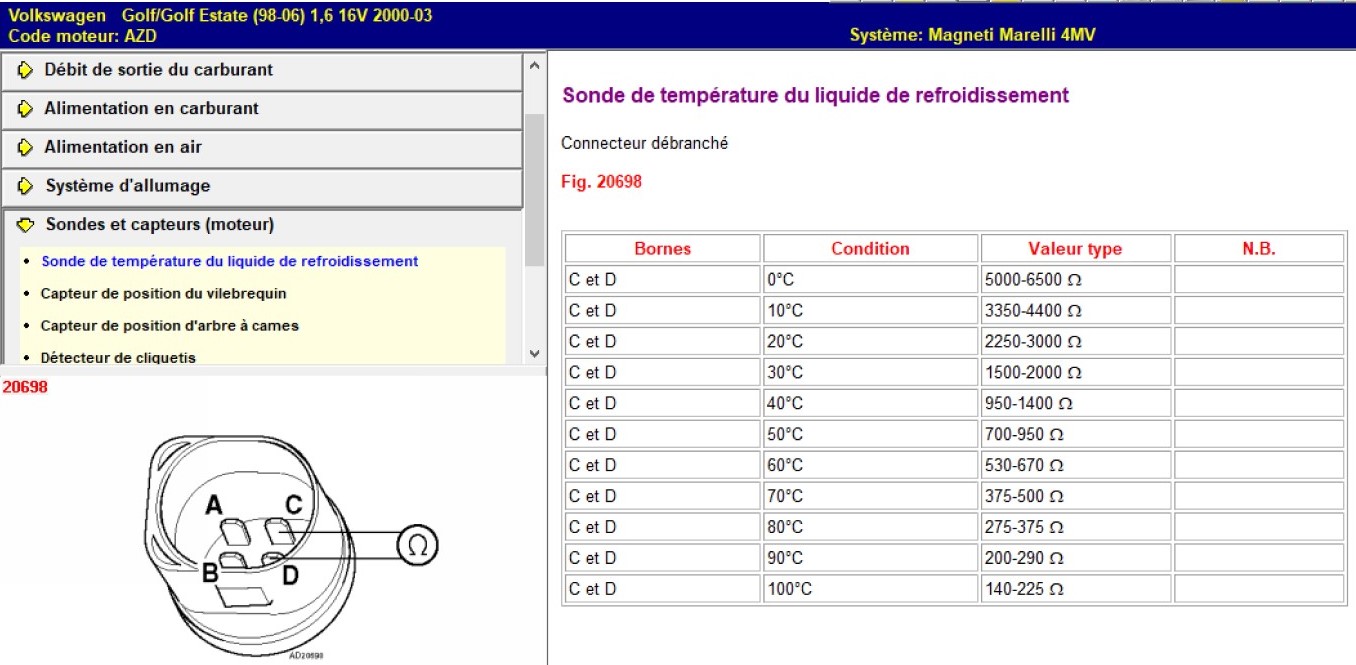 Volkswagen Golf/Golf Estate (98-06) 1,6 16V 2000-03
Code moteur: AZD
Système: Magneti Marelli 4MV
Débit de sortie du carburant
Alimentation en carburant
Alimentation en air
Système d'allumage
Sondes et capteurs (moteur)
• Sonde de température du liquide de refroidissement
• Capteur de position du vilebrequin
• Capteur de position d'arbre à cames
• Détecteur de cliquetis
20698
A
C
Ω
B
D
AD20698
Sonde de température du liquide de refroidissement
Connecteur débranché
Fig. 20698
Bornes Condition Valeur type N.B.
C et D 0°C 5000-6500 Ω
C et D 10°C 3350-4400 Ω
C et D 20°C 2250-3000 Ω
C et D 30°C 1500-2000 Ω
C et D 40°C 950-1400 Ω
C et D 50°C 700-950 Ω
C et D 60°C 530-670 Ω
C et D 70°C 375-500 Ω
C et D 80°C 275-375 Ω
C et D 90°C 200-290 Ω
C et D 100°C 140-225 Ω